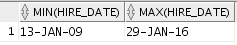 MIN(HIRE_DATE) MAX(HIRE_DATE)
1 13-JAN-09 29-JAN-16